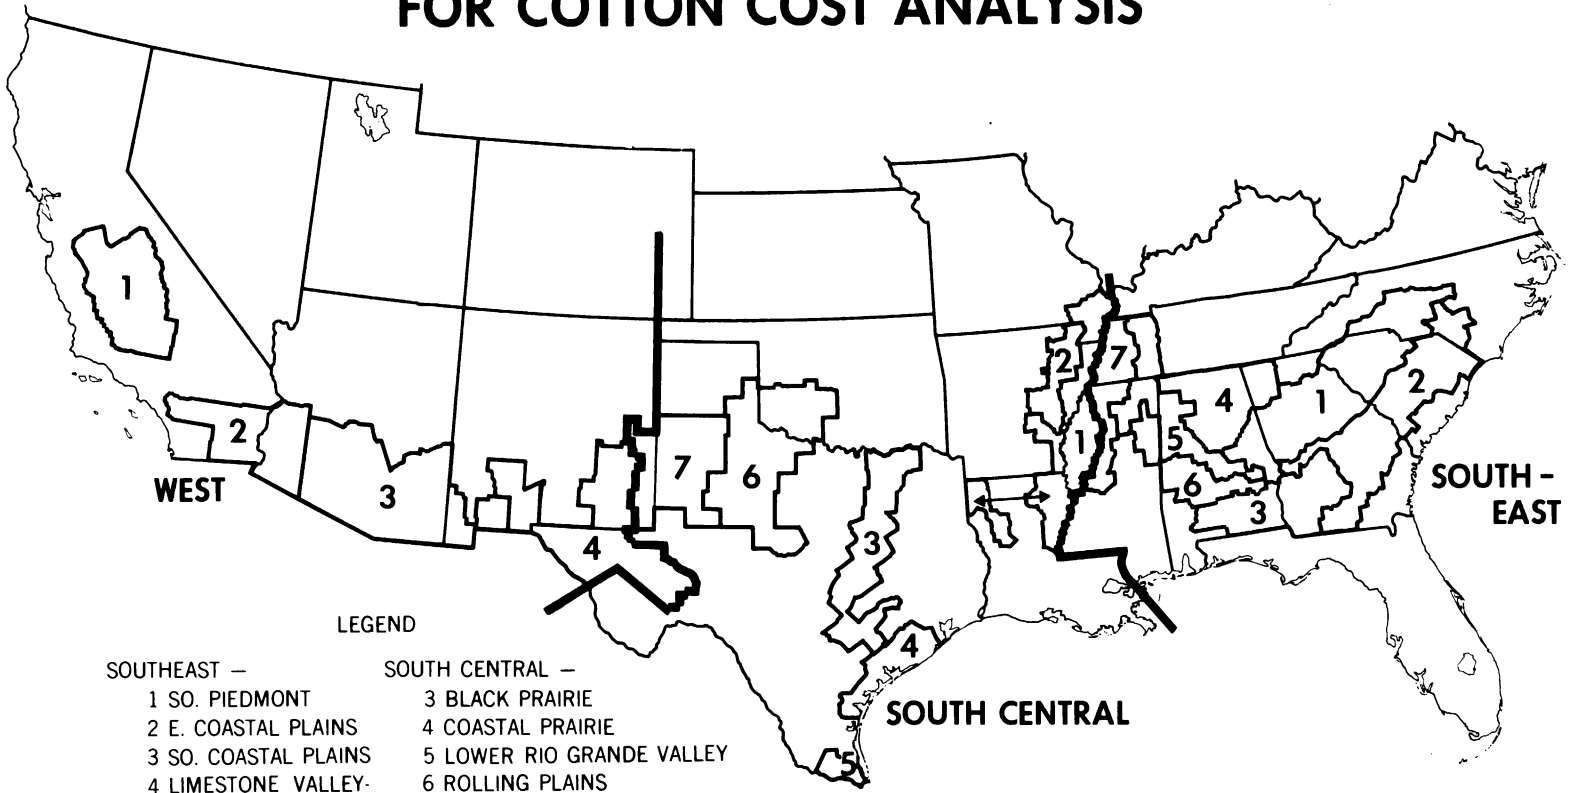 FOR COTTON COST ANALYSIS
1
2
3
4
7
6
3
4
5
2
1
7
4
5
6
3
1
2
WEST
SOUTH CENTRAL
SOUTH-
EAST
LEGEND
SOUTHEAST —
1 SO. PIEDMONT
2 E. COASTAL PLAINS
3 SO. COASTAL PLAINS
4 LIMESTONE VALLEY-
SOUTH CENTRAL —
3 BLACK PRAIRIE
4 COASTAL PRAIRIE
5 LOWER RIO GRANDE VALLEY
6 ROLLING PLAINS